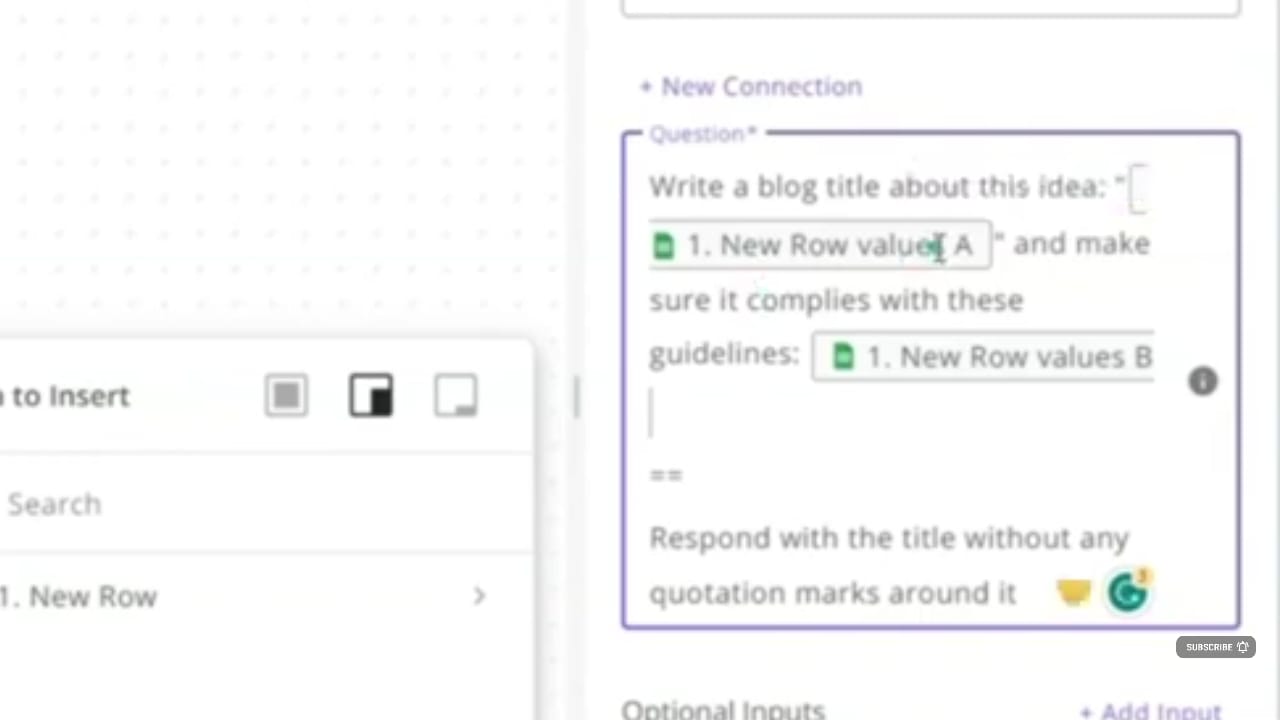 + New Connection
Question*
Write a blog title about this idea: "
1. New Row values A " and make
sure it complies with these
guidelines: 1. New Row values B
==
Respond with the title without any
quotation marks around it
3
to Insert
Search
1. New Row
SUBSCRIBE
Optional Inputs
+ Add Input